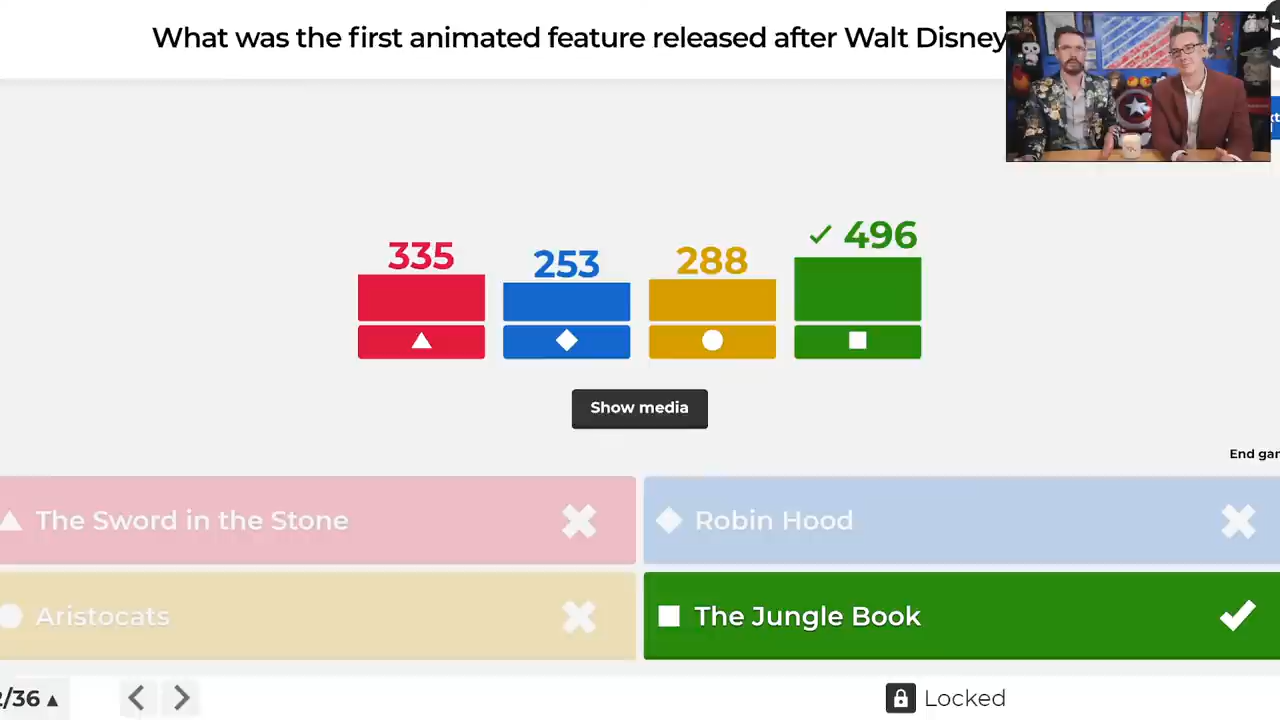 What was the first animated feature released after Walt Disney
335
253
288
496
Show media
End gar
The Sword in the Stone
Robin Hood
Aristocats
The Jungle Book
2/36
Locked